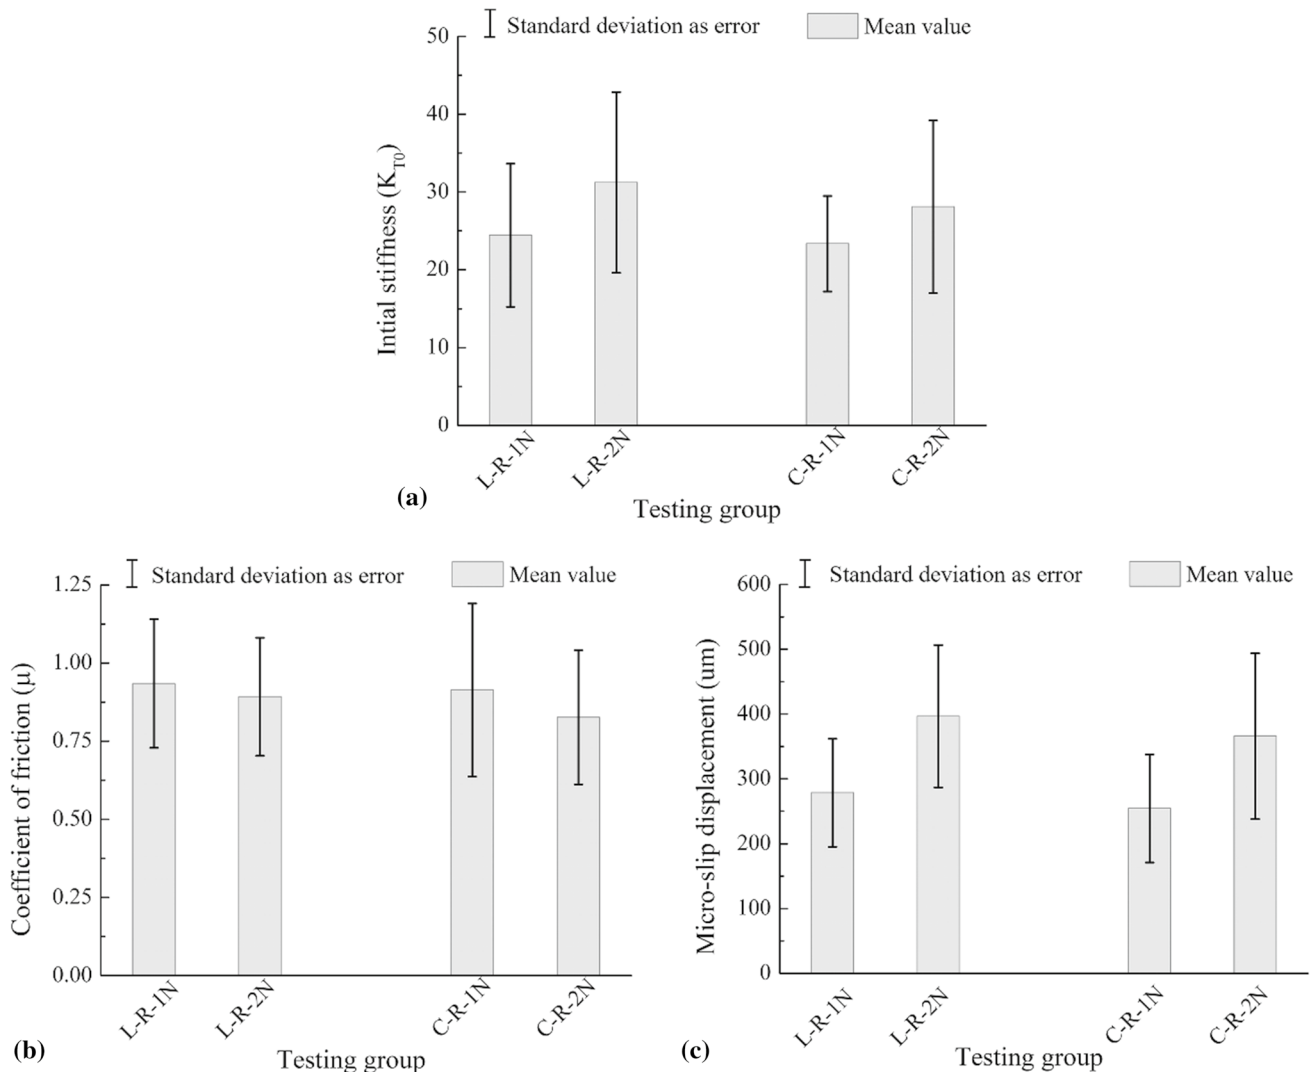 Standard deviation as error
Mean value
50
40
30
20
10
0
Intial stiffness (K_T0)
L-R-1N
L-R-2N
C-R-1N
C-R-2N
Testing group
(a)
Standard deviation as error
Mean value
1.25
1.00
0.75
0.50
0.25
0.00
Coefficient of friction (μ)
L-R-1N
L-R-2N
C-R-1N
C-R-2N
Testing group
(b)
Standard deviation as error
Mean value
600
500
400
300
200
100
0
Micro-slip displacement (um)
L-R-1N
L-R-2N
C-R-1N
C-R-2N
Testing group
(c)